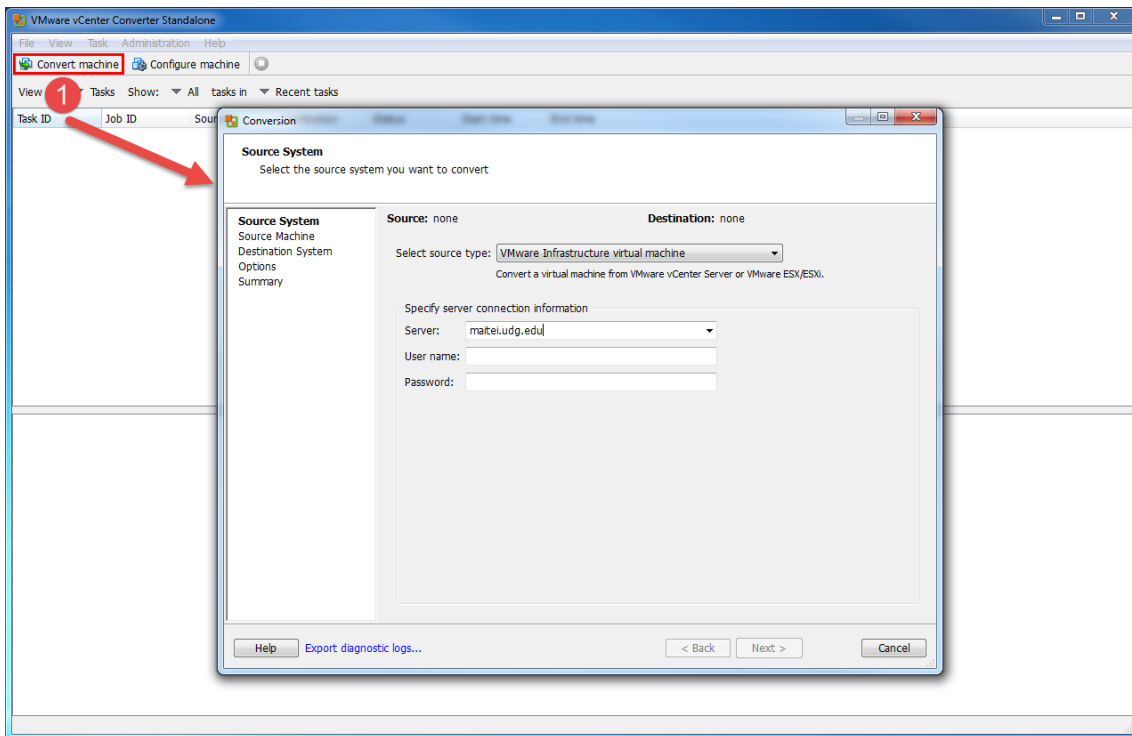 VMware vCenter Converter Standalone
File View Task Administration Help
Convert machine Configure machine
View Tasks Show: All tasks in Recent tasks
1
Task ID Job ID Sour
Conversion
Source System
Select the source system you want to convert
Source System
Source Machine
Destination System
Options
Summary
Source: none Destination: none
Select source type: VMware Infrastructure virtual machine
Convert a virtual machine from VMware vCenter Server or VMware ESX/ESXi.
Specify server connection information
Server: maitei.udg.edu
User name:
Password:
Help Export diagnostic logs... < Back Next > Cancel